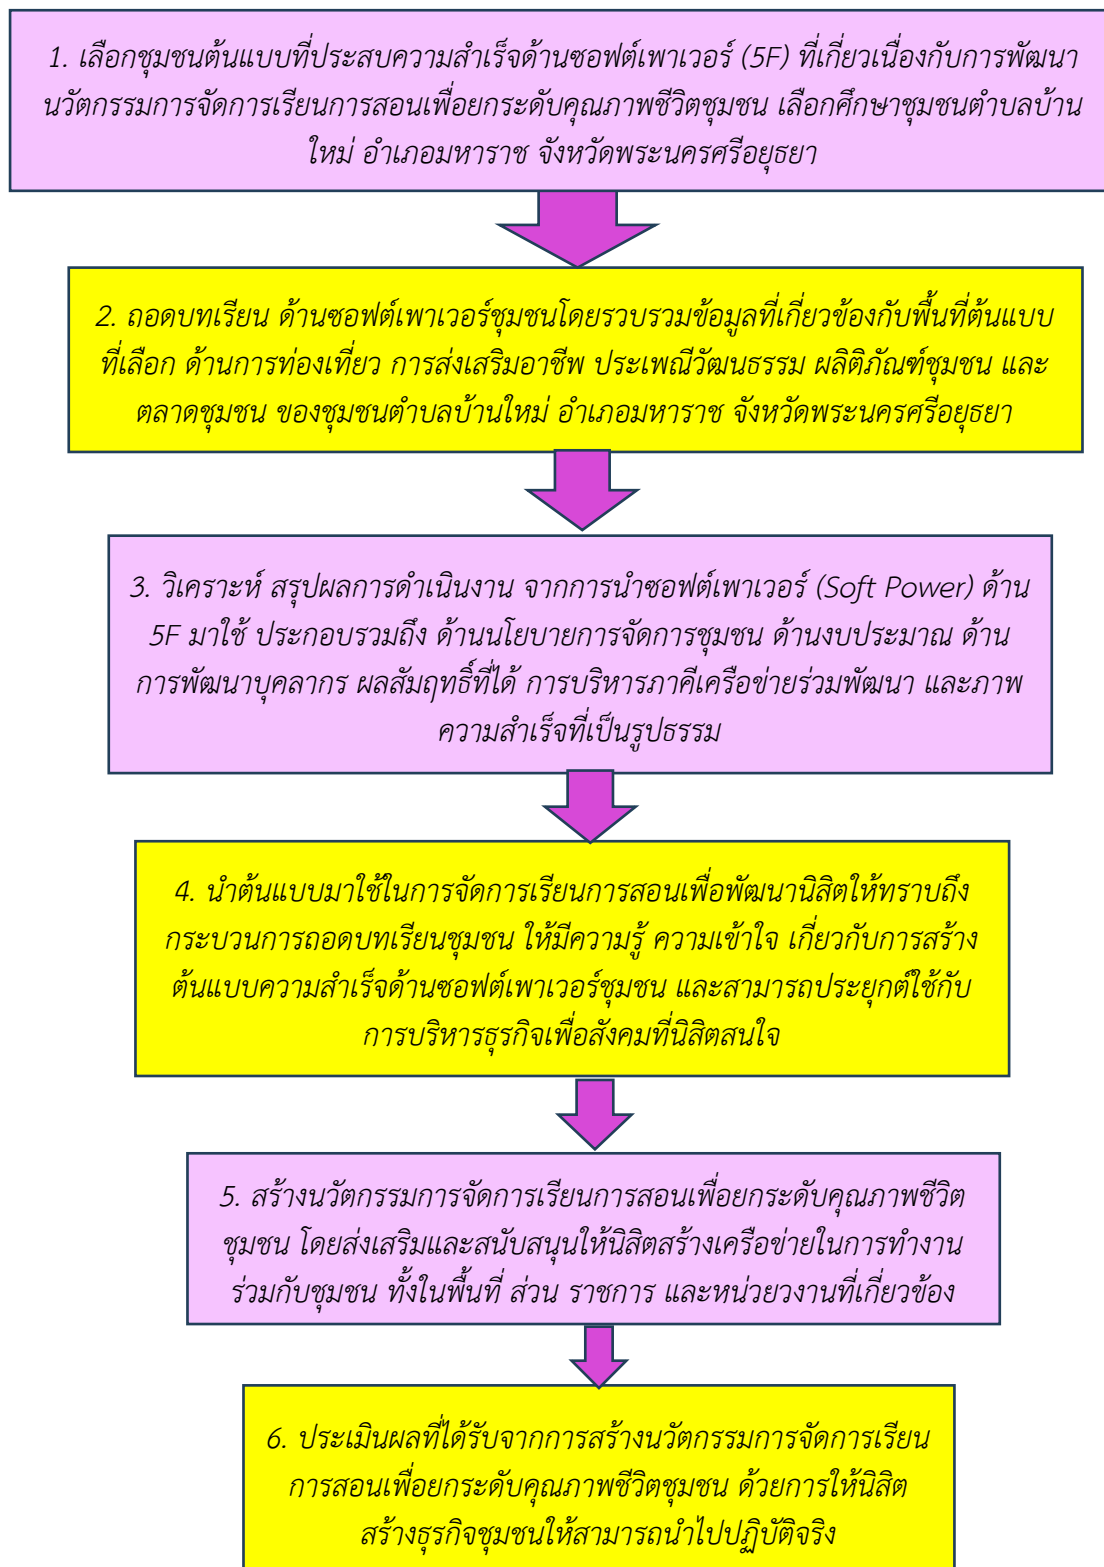 1. เลือกชุมชนต้นแบบที่ประสบความสำเร็จด้านซอฟต์เพาเวอร์ (5F) ที่เกี่ยวเนื่องกับการพัฒนา
นวัตกรรมการจัดการเรียนการสอนเพื่อยกระดับคุณภาพชีวิตชุมชน เลือกศึกษาชุมชนตำบลบ้าน
ใหม่ อำเภอมหาราช จังหวัดพระนครศรีอยุธยา
2. ถอดบทเรียน ด้านซอฟต์เพาเวอร์ชุมชนโดยรวบรวมข้อมูลที่เกี่ยวข้องกับพื้นที่ต้นแบบ
ที่เลือก ด้านการท่องเที่ยว การส่งเสริมอาชีพ ประเพณีวัฒนธรรม ผลิติภัณฑ์ชุมชน และ
ตลาดชุมชน ของชุมชนตำบลบ้านใหม่ อำเภอมหาราช จังหวัดพระนครศรีอยุธยา
3. วิเคราะห์ สรุปผลการดำเนินงาน จากการนำซอฟต์เพาเวอร์ (Soft Power) ด้าน
5F มาใช้ ประกอบรวมถึง ด้านนโยบายการจัดการชุมชน ด้านงบประมาณ ด้าน
การพัฒนาบุคลากร ผลสัมฤทธิ์ที่ได้ การบริหารภาคีเครือข่ายร่วมพัฒนา และภาพ
ความสำเร็จที่เป็นรูปธรรม
4. นำต้นแบบมาใช้ในการจัดการเรียนการสอนเพื่อพัฒนานิสิตให้ทราบถึง
กระบวนการถอดบทเรียนชุมชน ให้มีความรู้ ความเข้าใจ เกี่ยวกับการสร้าง
ต้นแบบความสำเร็จด้านซอฟต์เพาเวอร์ชุมชน และสามารถประยุกต์ใช้กับ
การบริหารธุรกิจเพื่อสังคมที่นิสิตสนใจ
5. สร้างนวัตกรรมการจัดการเรียนการสอนเพื่อยกระดับคุณภาพชีวิต
ชุมชน โดยส่งเสริมและสนับสนุนให้นิสิตสร้างเครือข่ายในการทำงาน
ร่วมกับชุมชน ทั้งในพื้นที่ ส่วน ราชการ และหน่วยวงานที่เกี่ยวข้อง
6. ประเมินผลที่ได้รับจากการสร้างนวัตกรรมการจัดการเรียน
การสอนเพื่อยกระดับคุณภาพชีวิตชุมชน ด้วยการให้นิสิต
สร้างธุรกิจชุมชนให้สามารถนำไปปฏิบัติจริง